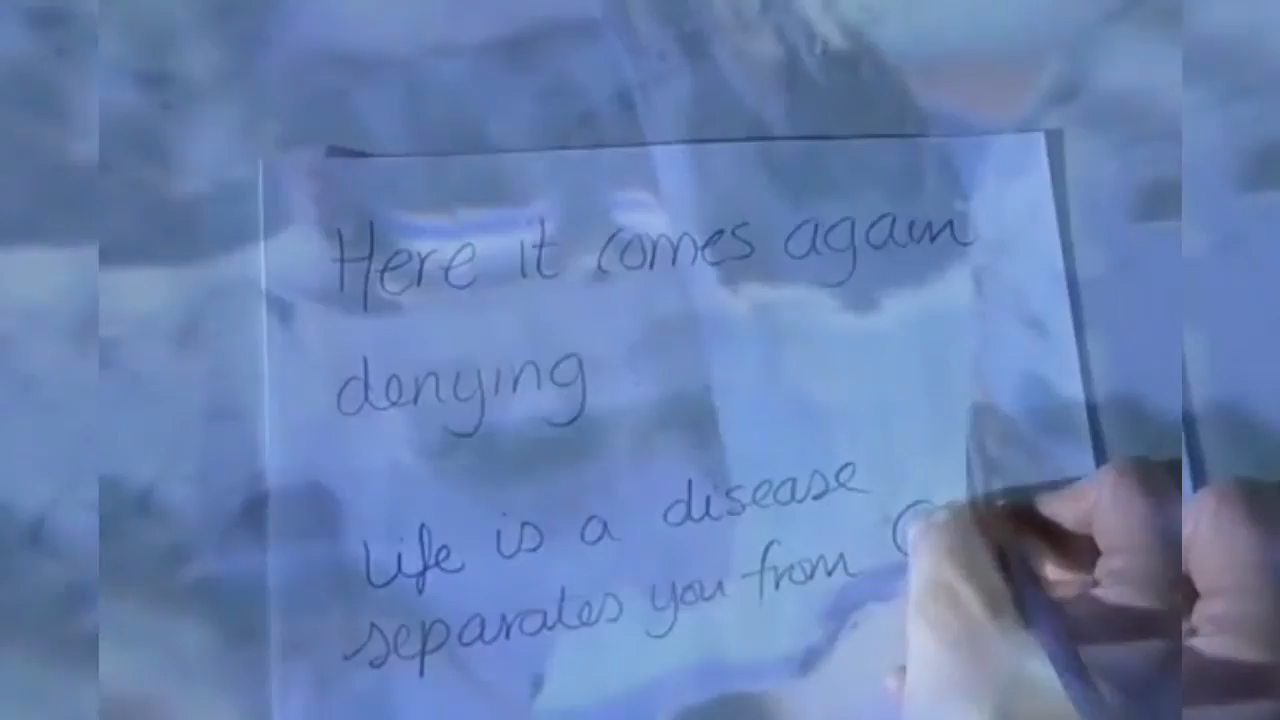 Here it comes again
denying
Life is a disease
separates you from